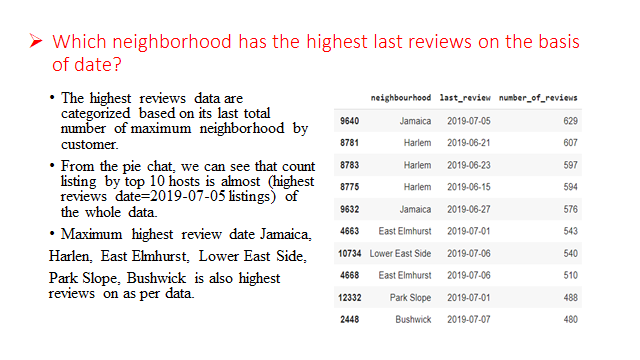 ➢ Which neighborhood has the highest last reviews on the basis
of date?
• The highest reviews data are
categorized based on its last total
number of maximum neighborhood by
customer.
• From the pie chat, we can see that count
listing by top 10 hosts is almost (highest
reviews date=2019-07-05 listings) of
the whole data.
• Maximum highest review date Jamaica,
Harlen, East Elmhurst, Lower East Side,
Park Slope, Bushwick is also highest
reviews on as per data.
neighbourhood last_review number_of_reviews
9640 Jamaica 2019-07-05 629
8781 Harlem 2019-06-21 607
8783 Harlem 2019-06-23 597
8775 Harlem 2019-06-15 594
9632 Jamaica 2019-06-27 576
4663 East Elmhurst 2019-07-01 543
10734 Lower East Side 2019-07-06 540
4668 East Elmhurst 2019-07-06 510
12332 Park Slope 2019-07-01 488
2448 Bushwick 2019-07-07 480